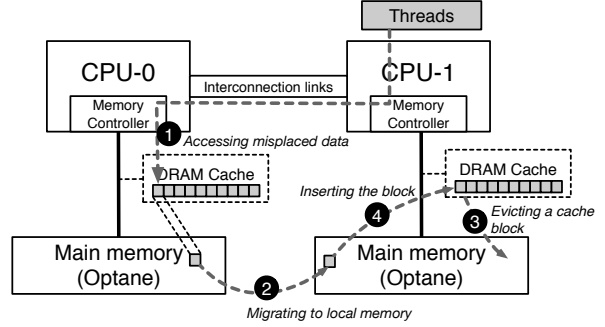 Threads
CPU-0
CPU-1
Interconnection links
Memory
Controller
Memory
Controller
1
Accessing misplaced data
DRAM Cache
DRAM Cache
Inserting the block
4
3
Evicting a cache
block
Main memory
(Optane)
Main memory
(Optane)
2
Migrating to local memory